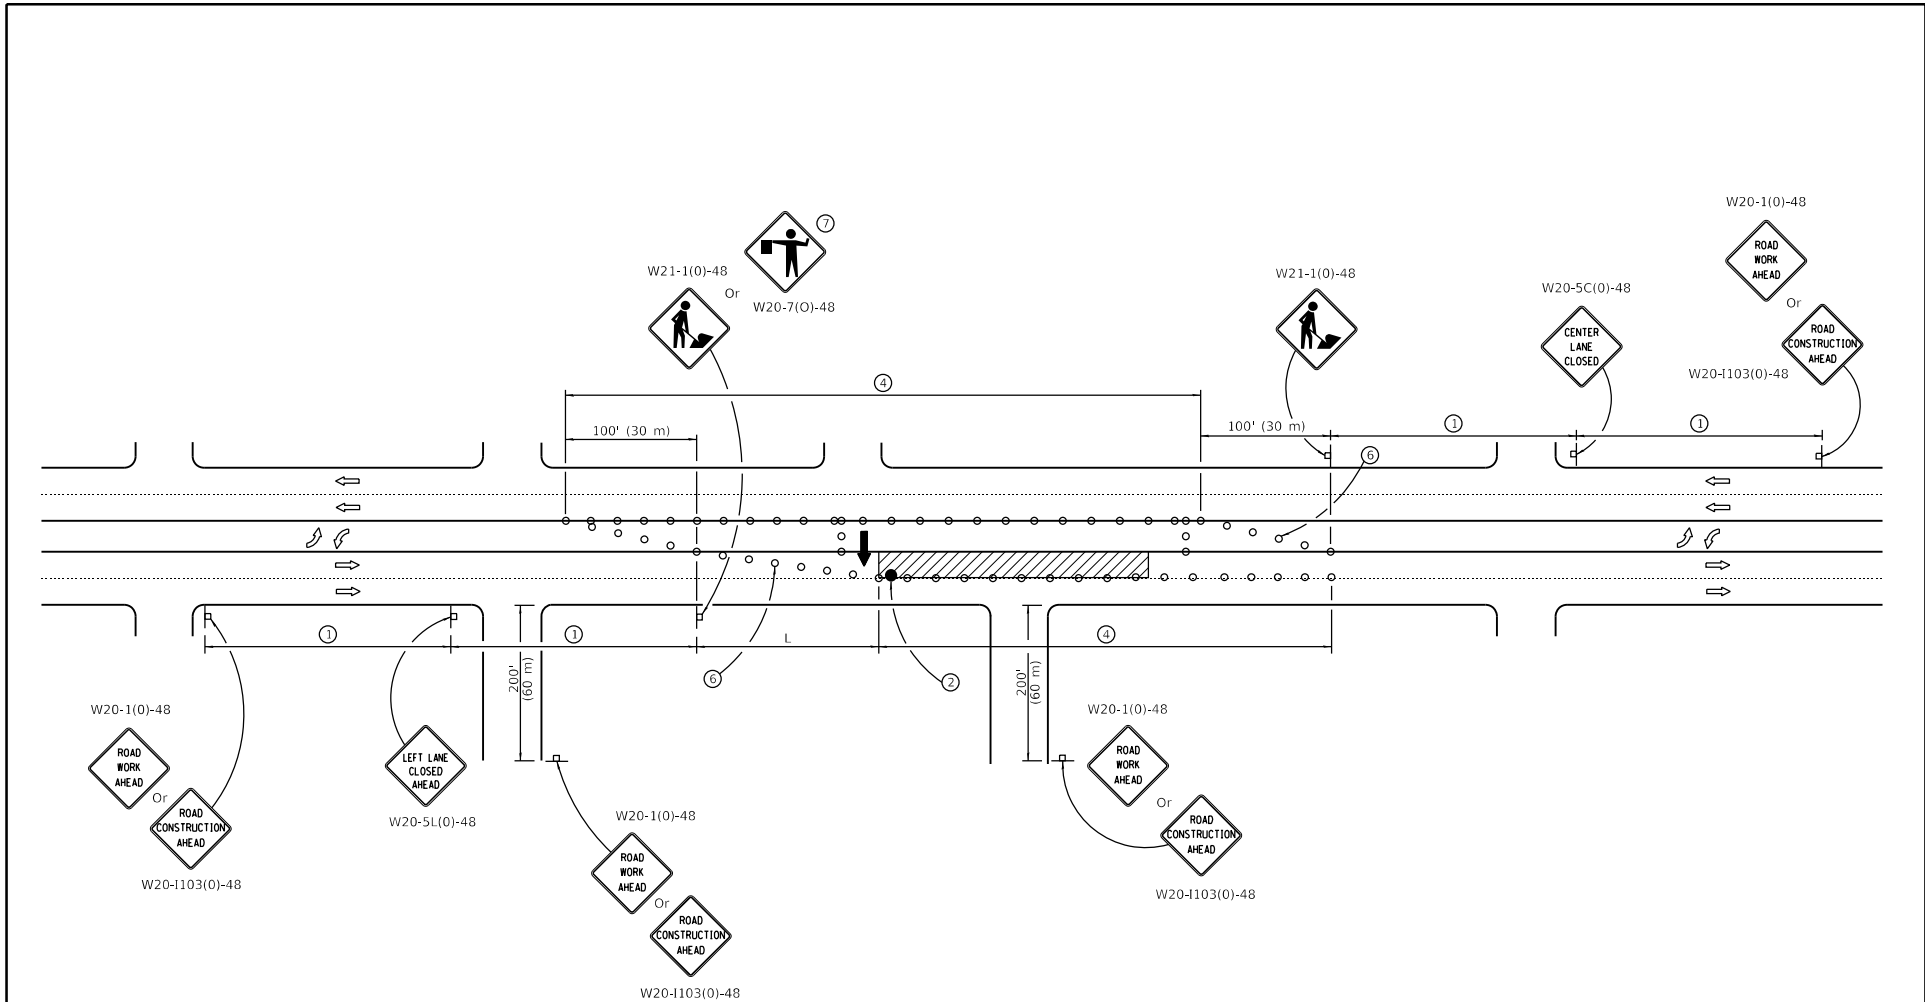 W20-1(0)-48
ROAD
WORK
AHEAD
Or
ROAD
CONSTRUCTION
AHEAD
W20-I103(0)-48
7
W21-1(0)-48
Or
W20-7(O)-48
W21-1(0)-48
W20-5C(0)-48
CENTER
LANE
CLOSED
4
100' (30 m)
100' (30 m)
1
1
6
1
1
L
4
200'
(60 m)
200'
(60 m)
6
2
W20-1(0)-48
ROAD
WORK
AHEAD
Or
ROAD
CONSTRUCTION
AHEAD
W20-I103(0)-48
LEFT LANE
CLOSED
AHEAD
W20-5L(0)-48
W20-1(0)-48
ROAD
WORK
AHEAD
Or
ROAD
CONSTRUCTION
AHEAD
W20-I103(0)-48
W20-1(0)-48
ROAD
WORK
AHEAD
Or
ROAD
CONSTRUCTION
AHEAD
W20-I103(0)-48